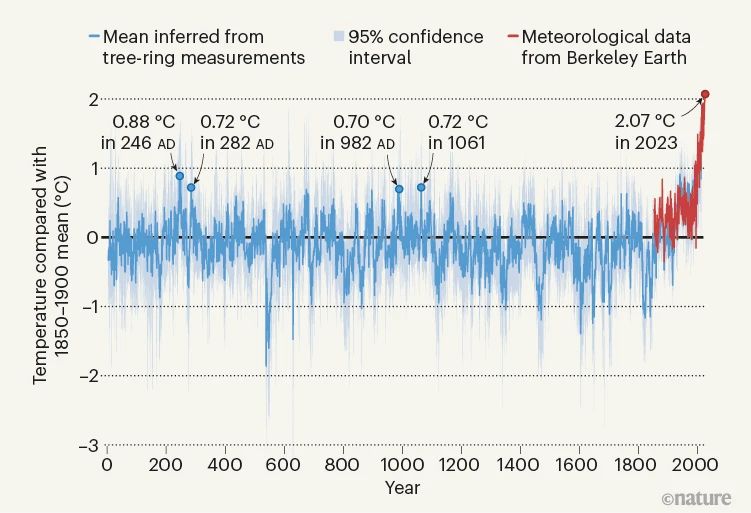 Mean inferred from
tree-ring measurements
95% confidence
interval
Meteorological data
from Berkeley Earth
Temperature compared with
1850–1900 mean (°C)
2
1
0
−1
−2
−3
0.88 °C
in 246 AD
0.72 °C
in 282 AD
0.70 °C
in 982 AD
0.72 °C
in 1061
2.07 °C
in 2023
0 200 400 600 800 1000 1200 1400 1600 1800 2000
Year
©nature